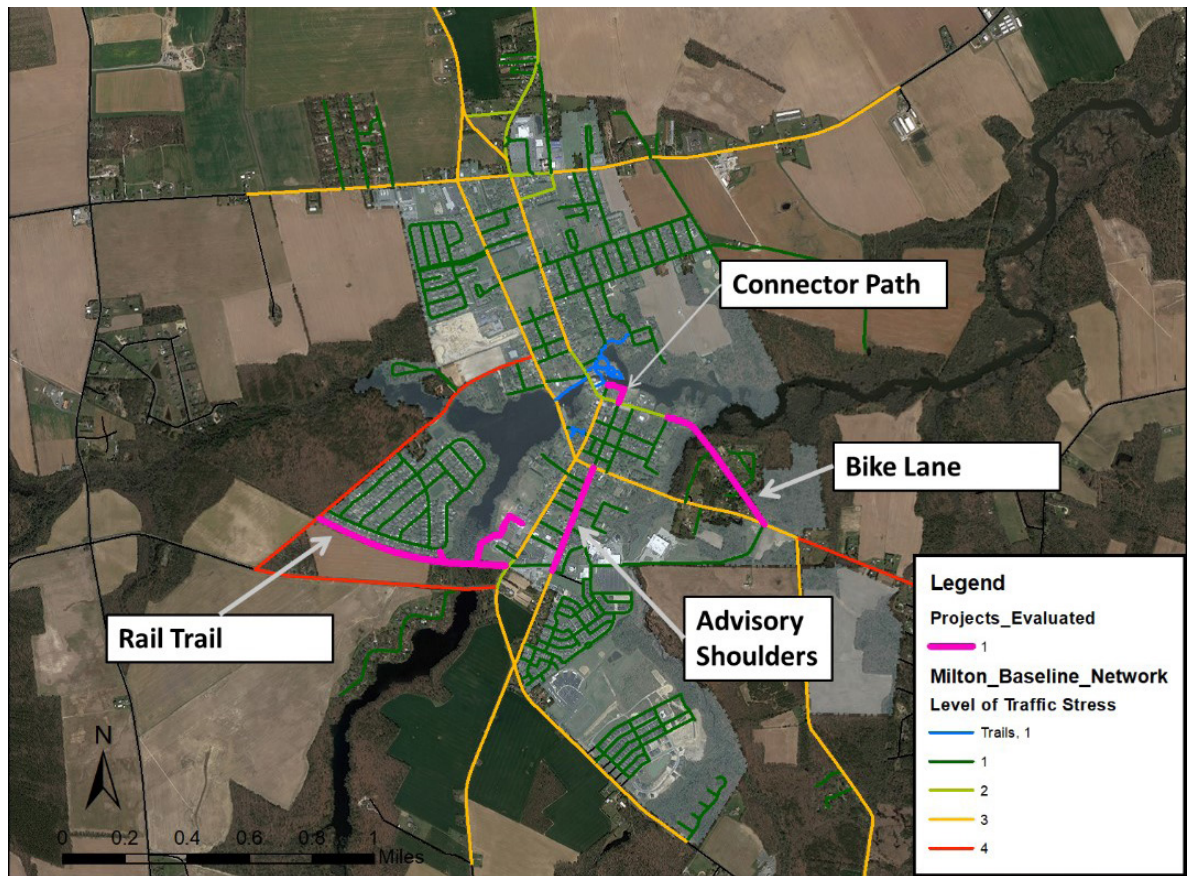 Connector Path
Bike Lane
Rail Trail
Advisory
Shoulders
N
0 0.2 0.4 0.6 0.8 1
Miles
Legend
Projects_Evaluated
1
Milton_Baseline_Network
Level of Traffic Stress
Trails, 1
1
2
3
4